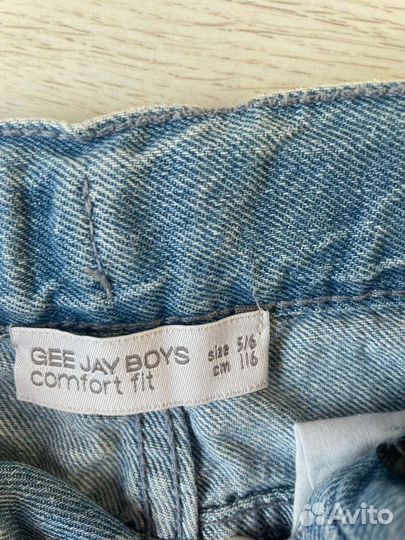 GEE JAY BOYS size 5/6
comfort fit cm 116
Avito